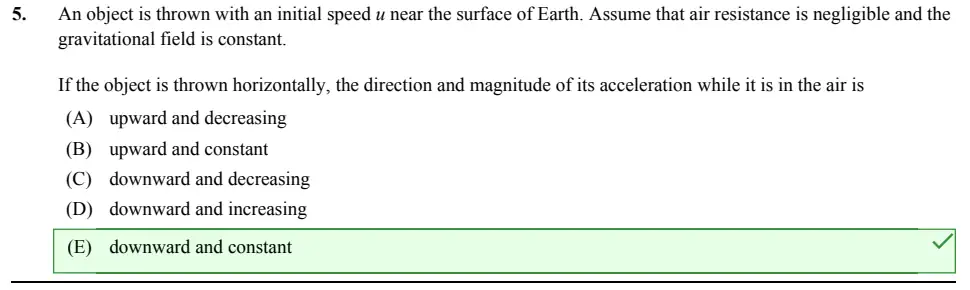 5. An object is thrown with an initial speed u near the surface of Earth. Assume that air resistance is negligible and the
gravitational field is constant.
If the object is thrown horizontally, the direction and magnitude of its acceleration while it is in the air is
(A) upward and decreasing
(B) upward and constant
(C) downward and decreasing
(D) downward and increasing
(E) downward and constant